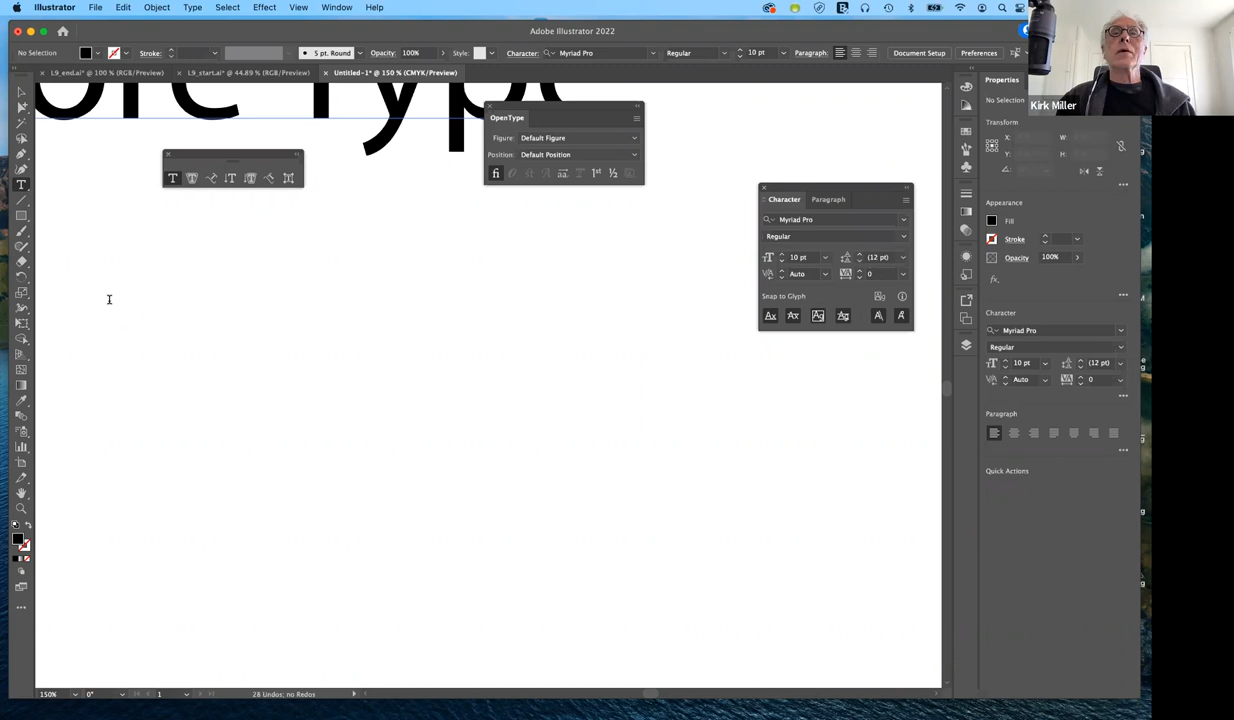 Illustrator File Edit Object Type Select Effect View Window Help
Adobe Illustrator 2022
No Selection Stroke: 5 pt. Round Opacity: 100% Style: Character: Myriad Pro Regular 10 pt Paragraph: Document Setup Preferences
L9_end.ai* @ 100 % (RGB/Preview) L9_start.ai* @ 44.89 % (RGB/Preview) Untitled-1* @ 150 % (CMYK/Preview)
Type
OpenType
Figure: Default Figure
Position: Default Position
Character Paragraph
Myriad Pro
Regular
10 pt (12 pt)
Auto 0
Snap to Glyph
Properties
No Selection
Transform
X: W:
Y: H:
Appearance
Fill
Stroke
Opacity 100%
Character
Myriad Pro
Regular
10 pt (12 pt)
Auto 0
Paragraph
Quick Actions
Kirk Miller
150% 0° 1 28 Undos; no Redos